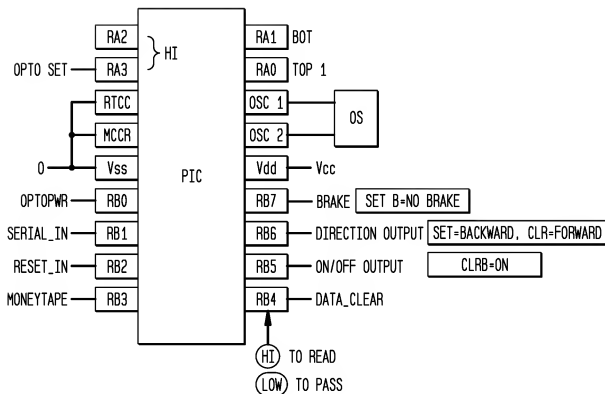 RA2 RA1 BOT
HI
OPTO SET RA3 RA0 TOP 1
RTCC OSC 1
OS
MCCR OSC 2
0 Vss Vdd Vcc
PIC
OPTOPWR RB0 RB7 BRAKE SET B=NO BRAKE
SERIAL_IN RB1 RB6 DIRECTION OUTPUT SET=BACKWARD, CLR=FORWARD
RESET_IN RB2 RB5 ON/OFF OUTPUT CLRB=ON
MONEYTAPE RB3 RB4 DATA_CLEAR
HI TO READ
LOW TO PASS